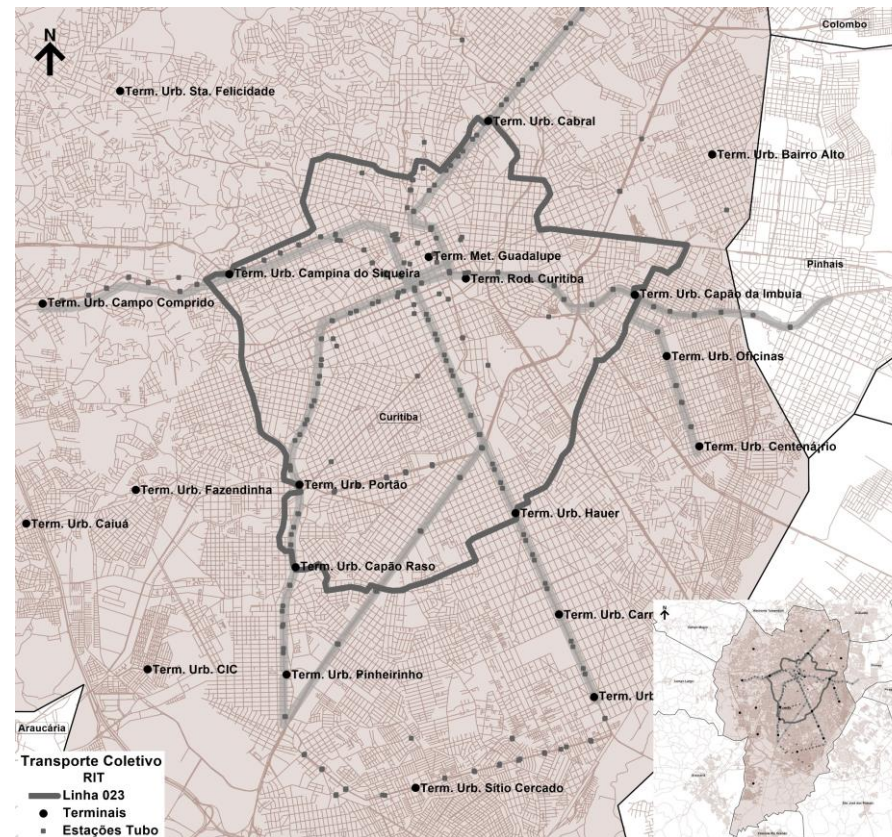 Colombo
N
Term. Urb. Sta. Felicidade
Term. Urb. Cabral
Term. Urb. Bairro Alto
Term. Met. Guadalupe
Pinhais
Term. Urb. Campina do Siqueira
Term. Rod. Curitiba
Term. Urb. Campo Comprido
Term. Urb. Capão da Imbuia
Term. Urb. Oficinas
Curitiba
Term. Urb. Centenário
Term. Urb. Portão
Term. Urb. Fazendinha
Term. Urb. Hauer
Term. Urb. Caiuá
Term. Urb. Capão Raso
Term. Urb. Carr
Term. Urb. CIC
Term. Urb. Pinheirinho
Term. Urb
Araucária
Transporte Coletivo
RIT
Linha 023
Terminais
Estações Tubo
Term. Urb. Sítio Cercado
N